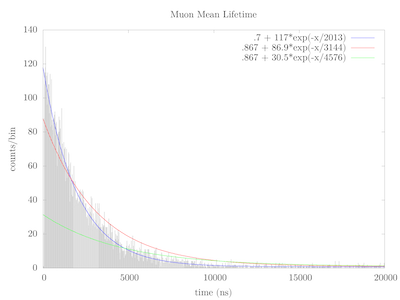 Muon Mean Lifetime
.7 + 117*exp(-x/2013)
.867 + 86.9*exp(-x/3144)
.867 + 30.5*exp(-x/4576)
140
120
100
80
60
40
20
0
counts/bin
0 5000 10000 15000 20000
time (ns)